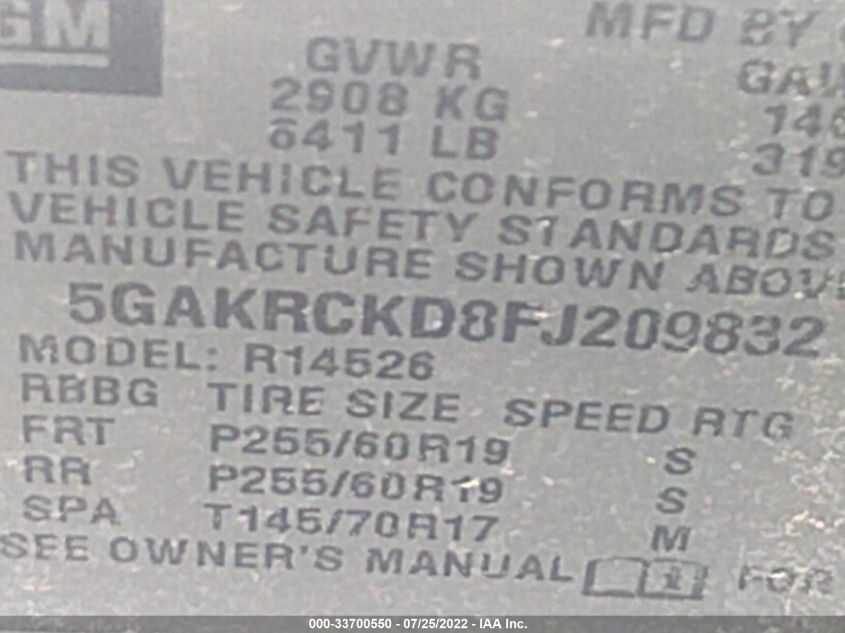 GM
MFD BY
GVWR
2908 KG
6411 LB
THIS VEHICLE CONFORMS TO
VEHICLE SAFETY STANDARDS
MANUFACTURE SHOWN ABOVE
5GAKRCKD8FJ209832
MODEL: R14526
RBBG TIRE SIZE SPEED RTG
FRT P255/60R19 S
RR P255/60R19 S
SPA T145/70R17 M
SEE OWNER'S MANUAL FOR
000-33700550 - 07/25/2022 - IAA Inc.